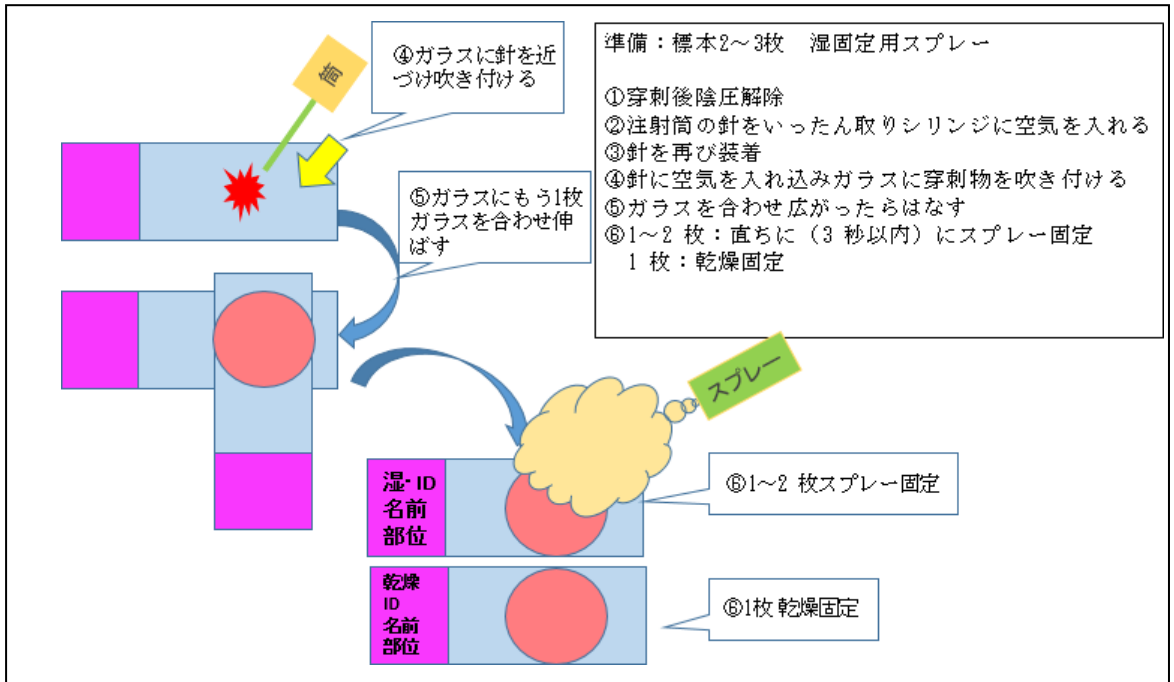 筒
④ガラスに針を近
づけ吹き付ける
⑤ガラスにもう1枚
ガラスを合わせ伸
ばす
準備：標本2～3枚　湿固定用スプレー
①穿刺後陰圧解除
②注射筒の針をいったん取りシリンジに空気を入れる
③針を再び装着
④針に空気を入れ込みガラスに穿刺物を吹き付ける
⑤ガラスを合わせ広がったらはなす
⑥1～2 枚：直ちに（3 秒以内）にスプレー固定
1 枚：乾燥固定
スプレー
湿・ID
名前
部位
⑥1～2 枚スプレー固定
乾燥
ID
名前
部位
⑥1枚 乾燥固定